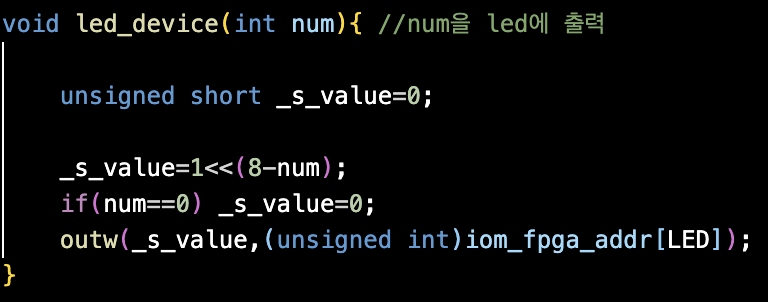 void led_device(int num){ //num을 led에 출력
unsigned short _s_value=0;
_s_value=1<<(8-num);
if(num==0) _s_value=0;
outw(_s_value,(unsigned int)iom_fpga_addr[LED]);
}